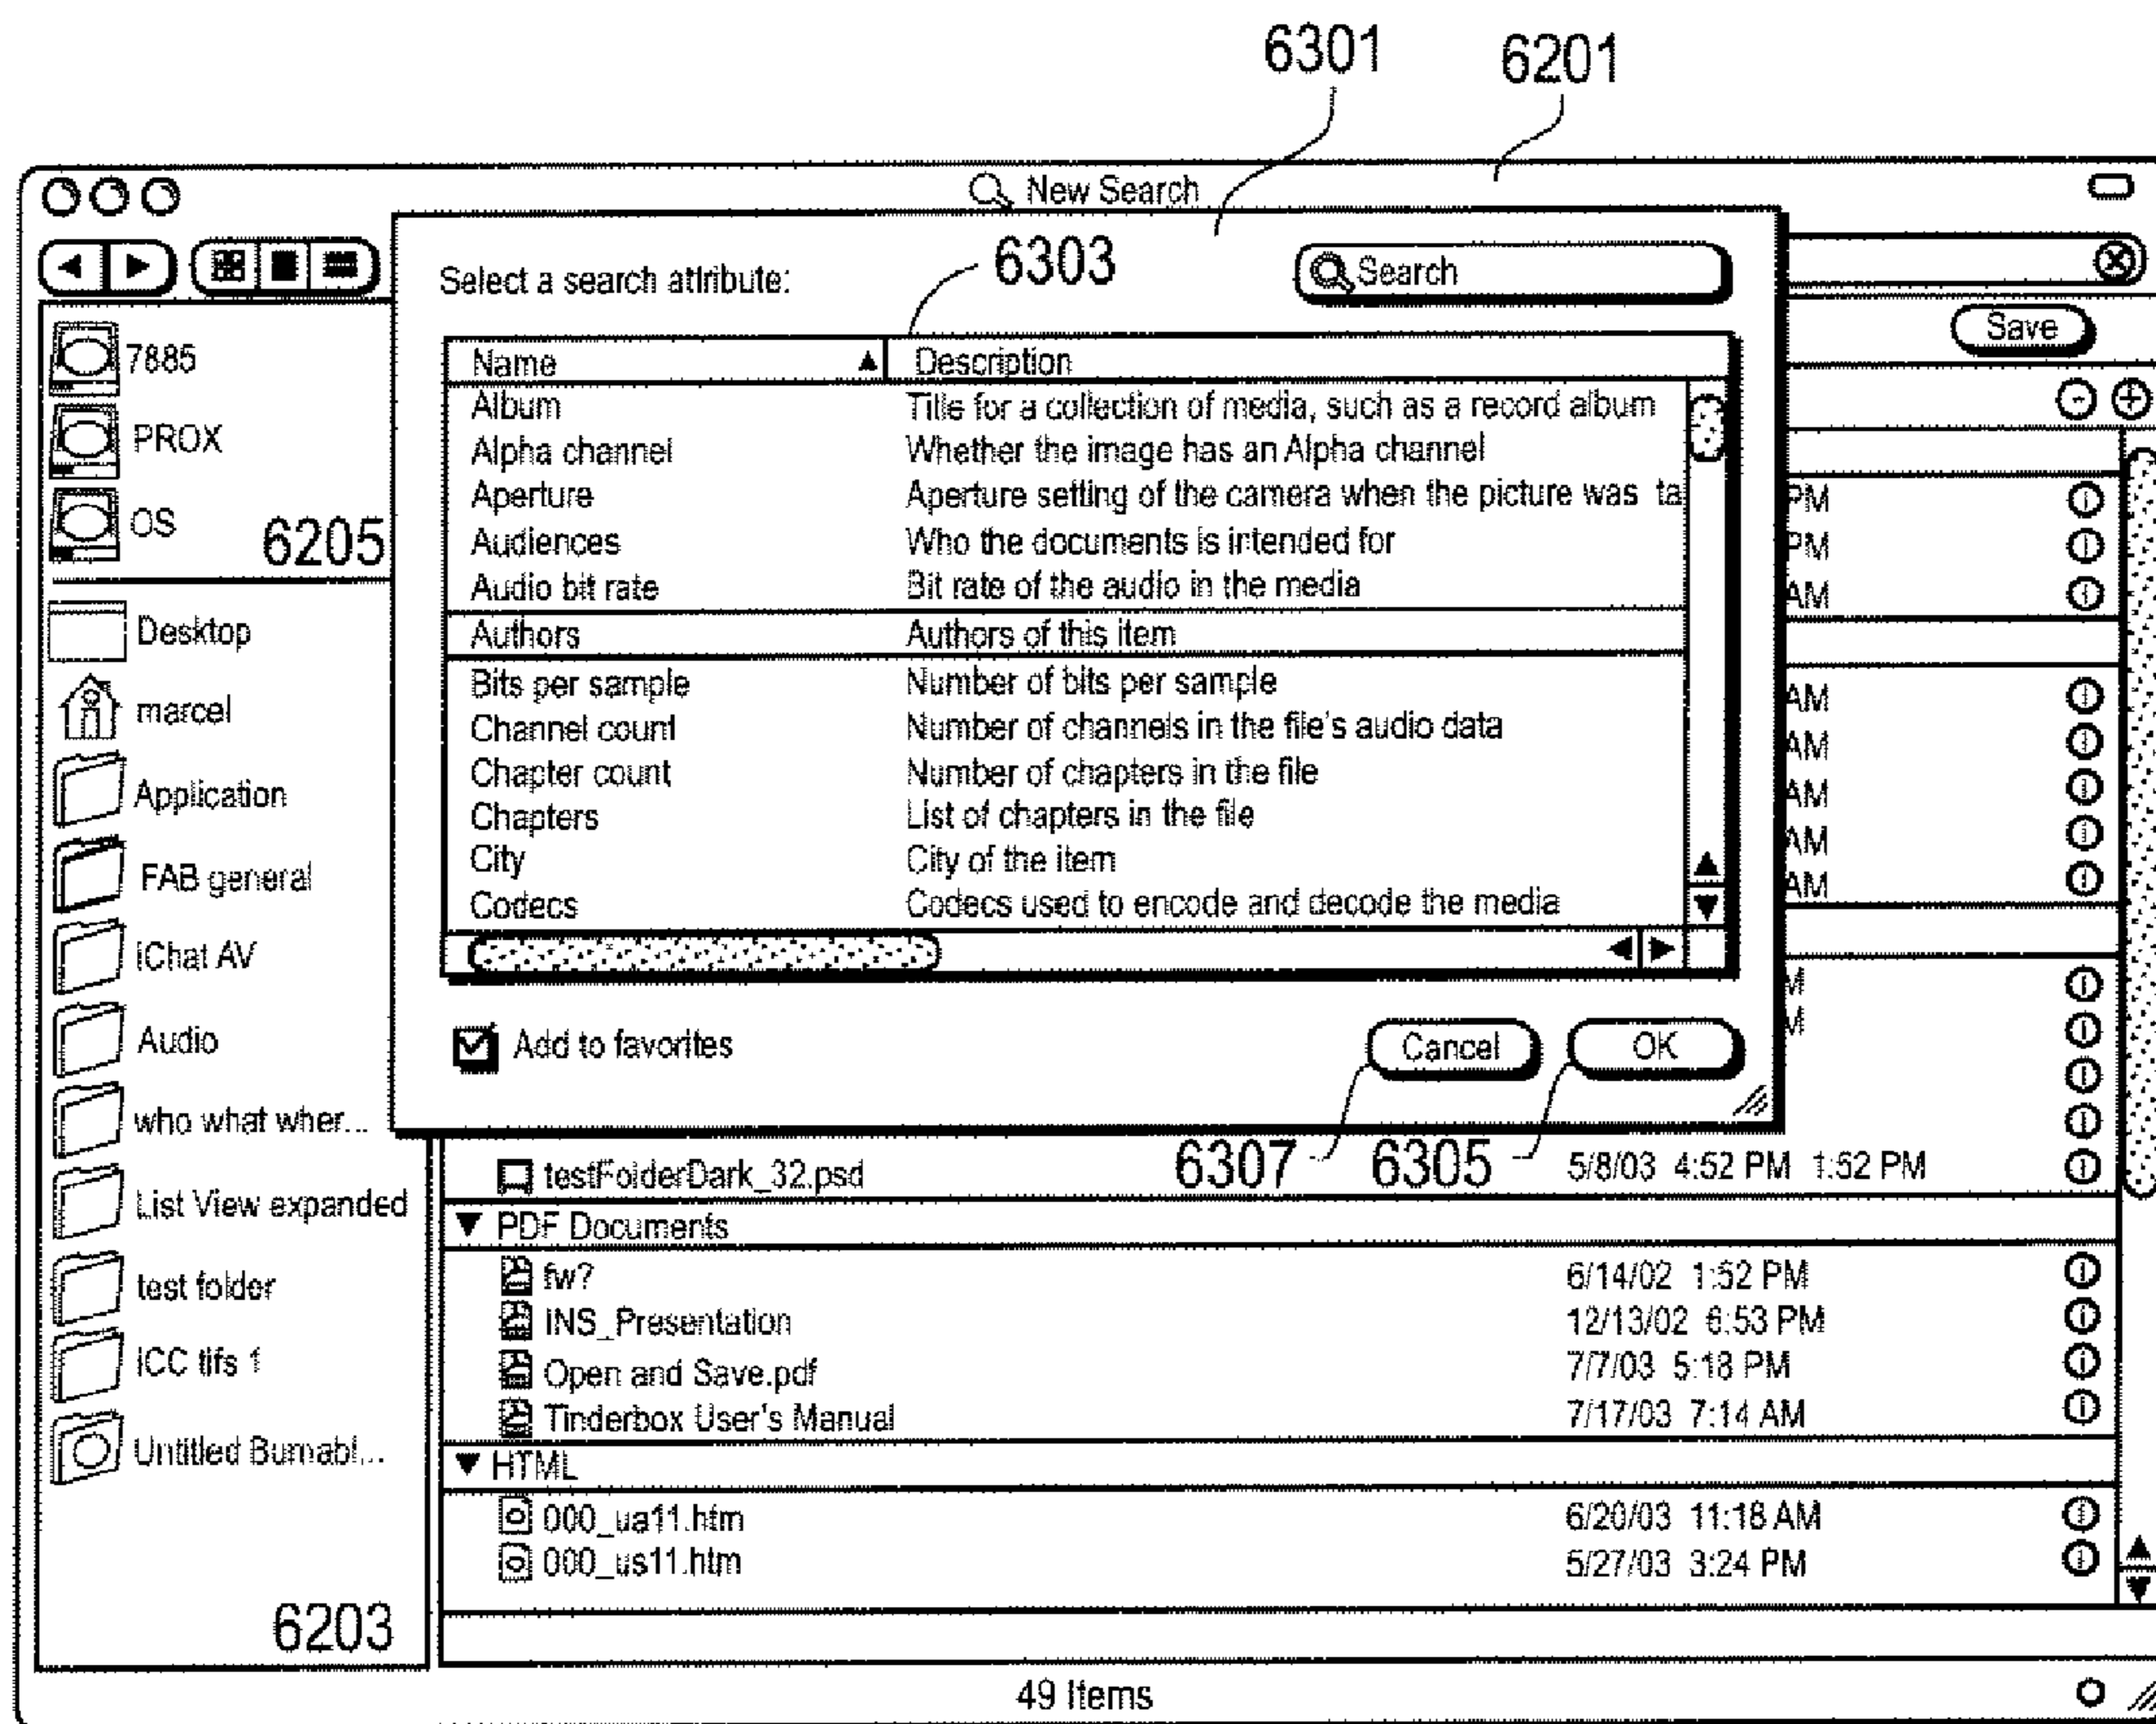 6301 6201
New Search
Select a search attribute:
6303
Search
Save
7885
PROX
OS
6205
Desktop
marcel
Application
FAB general
iChat AV
Audio
who what wher...
List View expanded
test folder
ICC tifs 1
Untitled Burnabl...
6203
Name Description
Album Title for a collection of media, such as a record album
Alpha channel Whether the image has an Alpha channel
Aperture Aperture setting of the camera when the picture was ta
Audiences Who the documents is intended for
Audio bit rate Bit rate of the audio in the media
Authors Authors of this item
Bits per sample Number of bits per sample
Channel count Number of channels in the file's audio data
Chapter count Number of chapters in the file
Chapters List of chapters in the file
City City of the item
Codecs Codecs used to encode and decode the media
Add to favorites
Cancel OK
PM
PM
AM
AM
AM
AM
AM
AM
M
M
6307 6305
testFolderDark_32.psd 5/8/03 4:52 PM 1:52 PM
PDF Documents
fw? 6/14/02 1:52 PM
INS_Presentation 12/13/02 6:53 PM
Open and Save.pdf 7/7/03 5:18 PM
Tinderbox User's Manual 7/17/03 7:14 AM
HTML
000_ua11.htm 6/20/03 11:18 AM
000_us11.htm 5/27/03 3:24 PM
49 Items